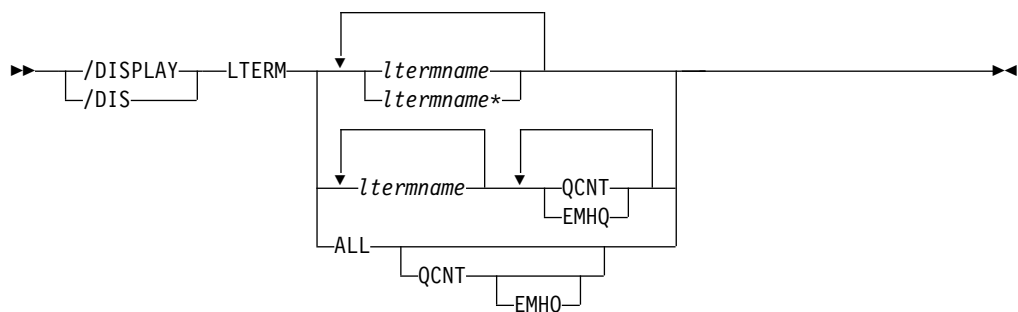 /DISPLAY LTERM ltermname
/DIS ltermname*
ltermname QCNT
EMHQ
ALL
QCNT
EMHQ